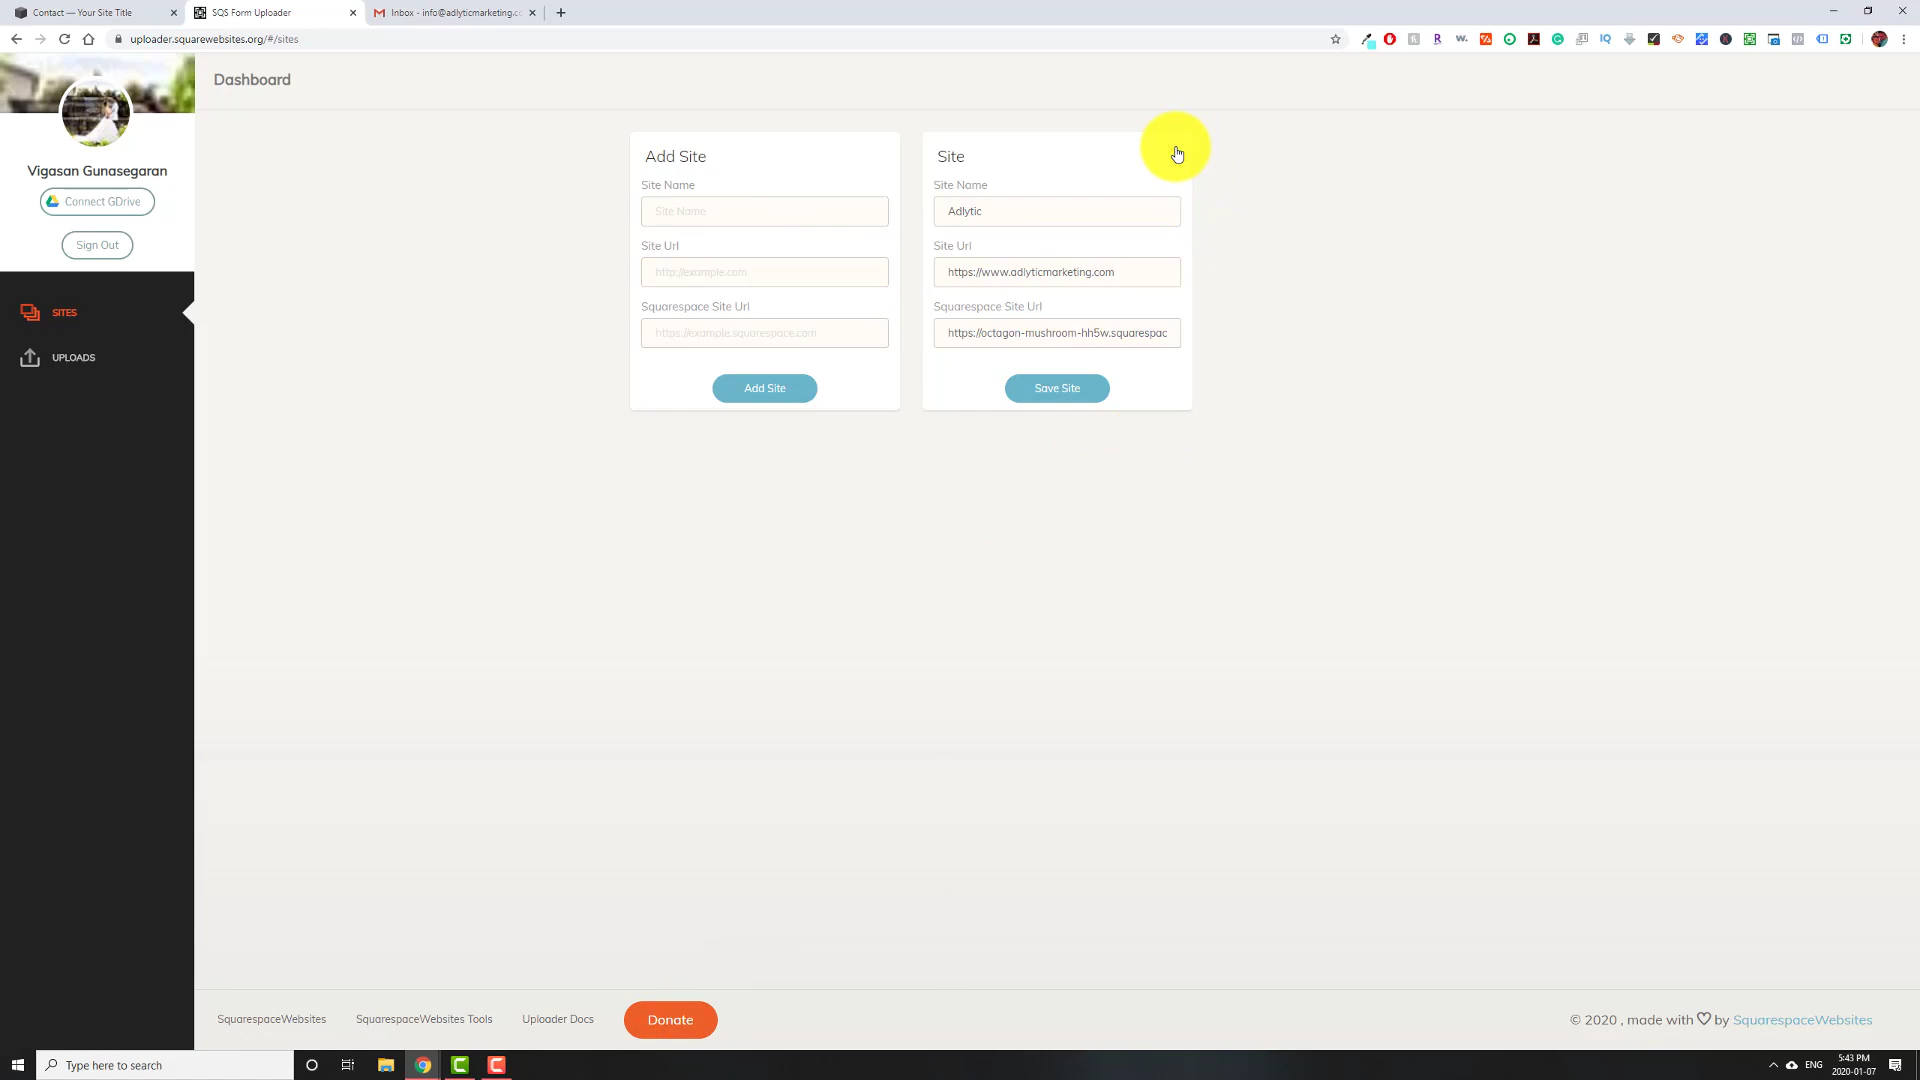 Contact — Your Site Title
SQS Form Uploader
Inbox - info@adlyticmarketing.c
uploader.squarewebsites.org/#/sites
Dashboard
Vigasan Gunasegaran
Connect GDrive
Sign Out
SITES
UPLOADS
Add Site
Site Name
Site Name
Site Url
http://example.com
Squarespace Site Url
https://example.squarespace.com
Add Site
Site
Site Name
Adlytic
Site Url
https://www.adlyticmarketing.com
Squarespace Site Url
https://octagon-mushroom-hh5w.squarespac
Save Site
SquarespaceWebsites
SquarespaceWebsites Tools
Uploader Docs
Donate
© 2020 , made with ♡ by SquarespaceWebsites
Type here to search
ENG
5:43 PM
2020-01-07